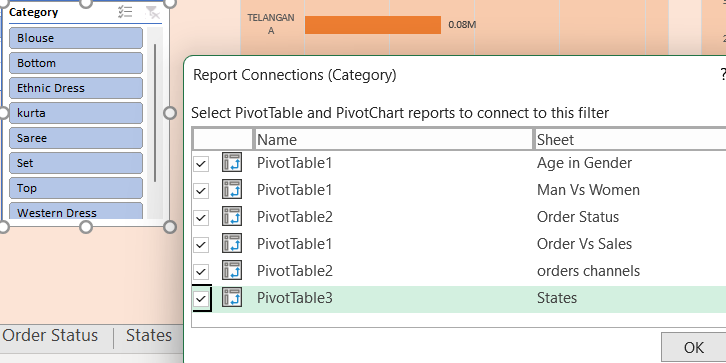 Category
Blouse
Bottom
Ethnic Dress
kurta
Saree
Set
Top
Western Dress
TELANGAN
A
0.08M
Report Connections (Category)
?
Select PivotTable and PivotChart reports to connect to this filter
Name Sheet
PivotTable1 Age in Gender
PivotTable1 Man Vs Women
PivotTable2 Order Status
PivotTable1 Order Vs Sales
PivotTable2 orders channels
PivotTable3 States
OK
Order Status States